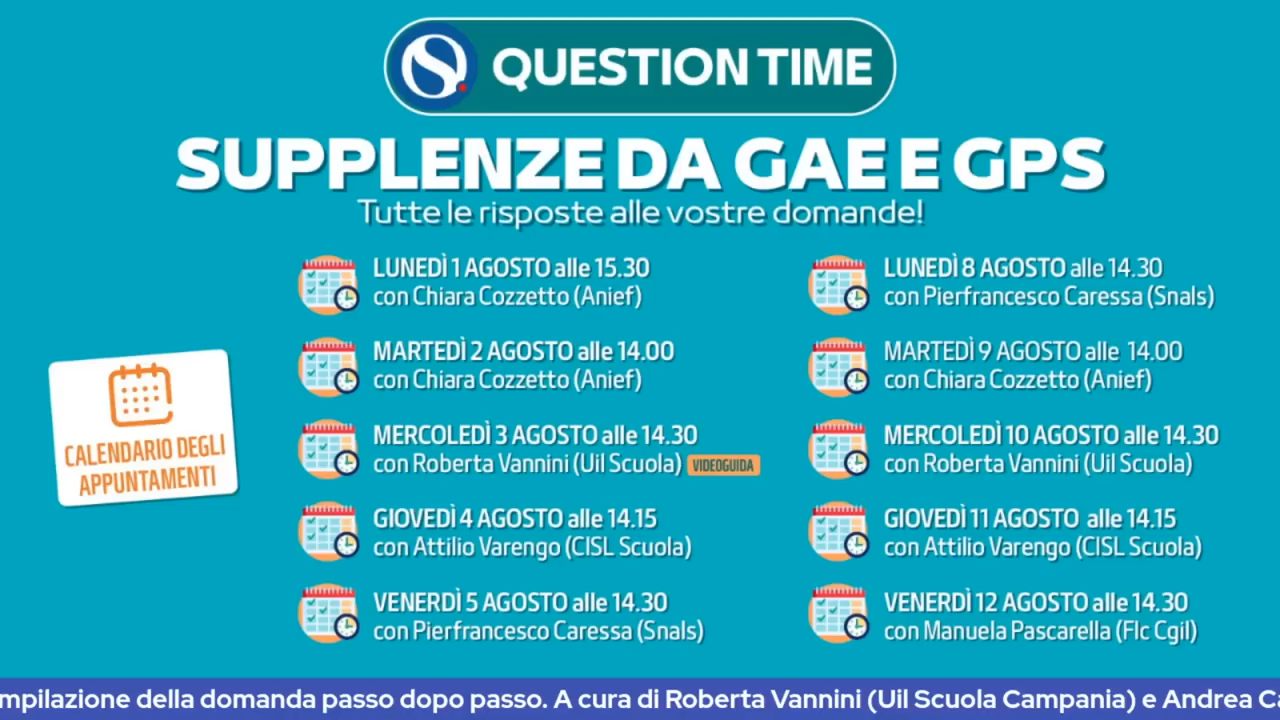 QUESTION TIME
SUPPLENZE DA GAE E GPS
Tutte le risposte alle vostre domande!
CALENDARIO DEGLI
APPUNTAMENTI
LUNEDÌ 1 AGOSTO alle 15.30
con Chiara Cozzetto (Anief)
MARTEDÌ 2 AGOSTO alle 14.00
con Chiara Cozzetto (Anief)
MERCOLEDÌ 3 AGOSTO alle 14.30
con Roberta Vannini (Uil Scuola) VIDEOGUIDA
GIOVEDÌ 4 AGOSTO alle 14.15
con Attilio Varengo (CISL Scuola)
VENERDÌ 5 AGOSTO alle 14.30
con Pierfrancesco Caressa (Snals)
LUNEDÌ 8 AGOSTO alle 14.30
con Pierfrancesco Caressa (Snals)
MARTEDÌ 9 AGOSTO alle 14.00
con Chiara Cozzetto (Anief)
MERCOLEDÌ 10 AGOSTO alle 14.30
con Roberta Vannini (Uil Scuola)
GIOVEDÌ 11 AGOSTO alle 14.15
con Attilio Varengo (CISL Scuola)
VENERDÌ 12 AGOSTO alle 14.30
con Manuela Pascarella (Flc Cgil)
mpilazione della domanda passo dopo passo. A cura di Roberta Vannini (Uil Scuola Campania) e Andrea C